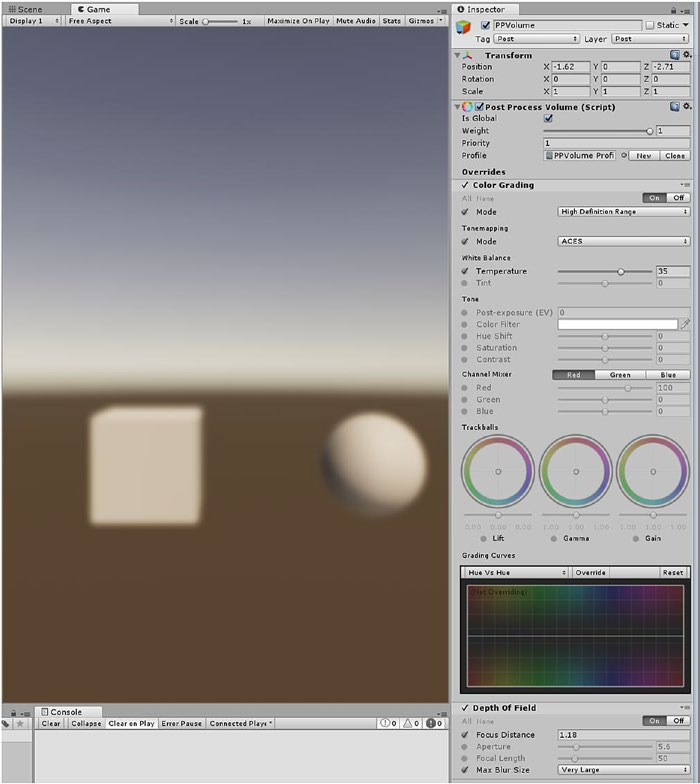 Scene
Game
Display 1
Free Aspect
Scale
1x
Maximize On Play
Mute Audio
Stats
Gizmos
Inspector
PPVolume
Static
Tag
Post
Layer
Post
Transform
Position
X -1.62
Y 0
Z -2.71
Rotation
X 0
Y 0
Z 0
Scale
X 1
Y 1
Z 1
Post Process Volume (Script)
Is Global
Weight
1
Priority
1
Profile
PPVolume Profi
New
Clone
Overrides
Color Grading
All None
On
Off
Mode
High Definition Range
Tonemapping
Mode
ACES
White Balance
Temperature
35
Tint
0
Tone
Post-exposure (EV)
0
Color Filter
Hue Shift
0
Saturation
0
Contrast
0
Channel Mixer
Red
Green
Blue
Red
100
Green
0
Blue
0
Trackballs
0.00 0.00 0.00
1.00 1.00 1.00
1.00 1.00 1.00
Lift
Gamma
Gain
Grading Curves
Hue Vs Hue
Override
Reset
(Not Overriding)
Depth Of Field
All None
On
Off
Focus Distance
1.18
Aperture
5.6
Focal Length
50
Max Blur Size
Very Large
Console
Clear
Collapse
Clear on Play
Error Pause
Connected Player
0
0
0